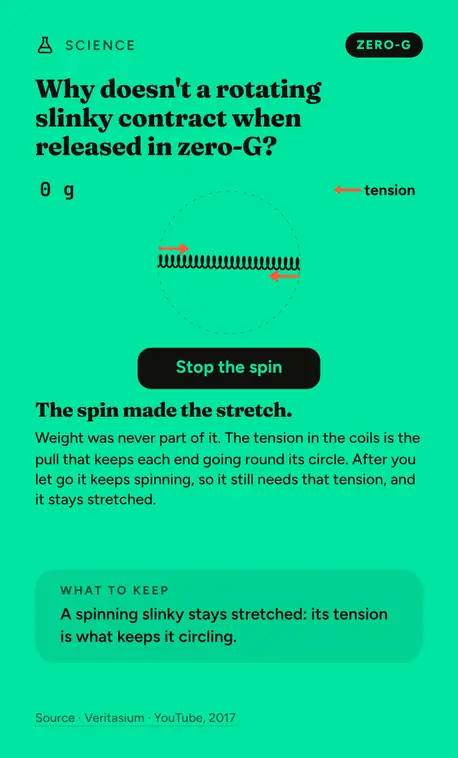 SCIENCE
ZERO-G
Why doesn't a rotating
slinky contract when
released in zero-G?
0 g
tension
Stop the spin
The spin made the stretch.
Weight was never part of it. The tension in the coils is the
pull that keeps each end going round its circle. After you
let go it keeps spinning, so it still needs that tension, and
it stays stretched.
WHAT TO KEEP
A spinning slinky stays stretched: its tension
is what keeps it circling.
Source · Veritasium · YouTube, 2017